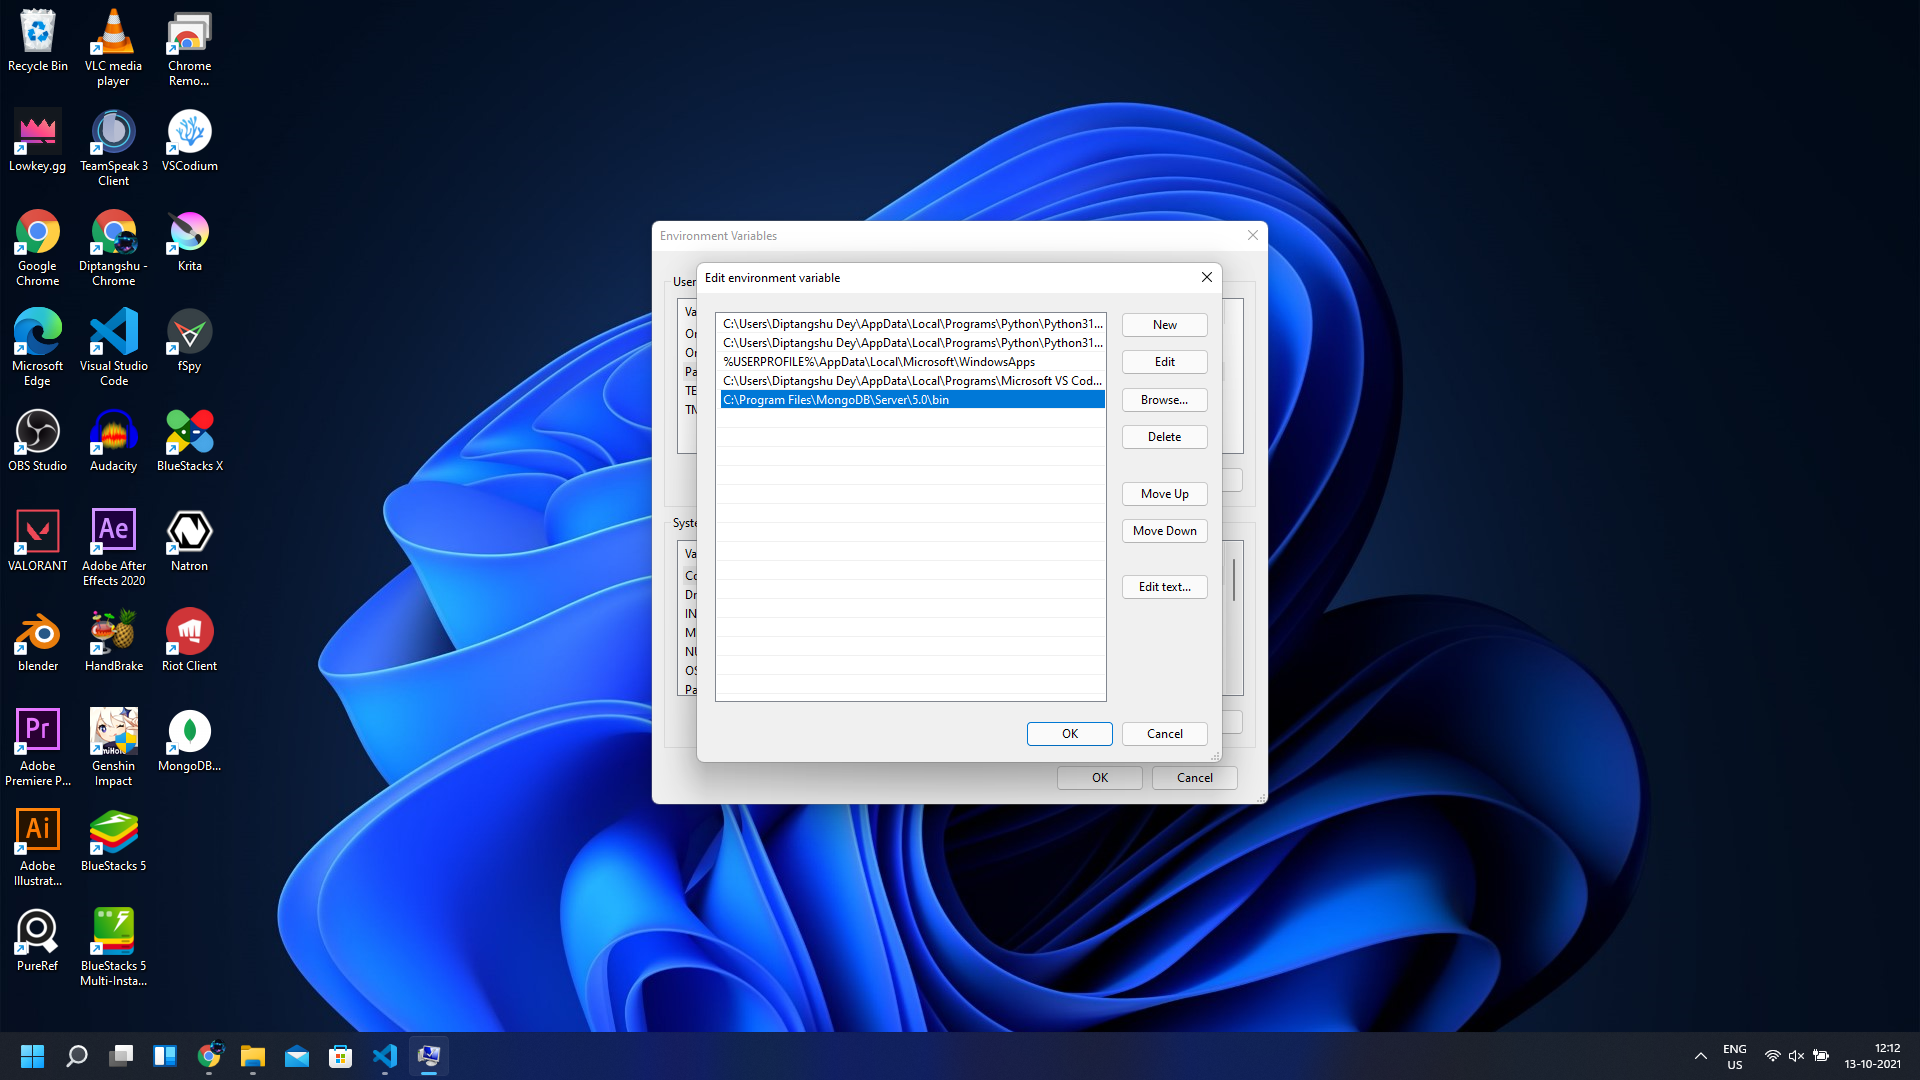 Recycle Bin
VLC media
player
Chrome
Remo...
Lowkey.gg
TeamSpeak 3
Client
VSCodium
Google
Chrome
Diptangshu -
Chrome
Krita
Microsoft
Edge
Visual Studio
Code
fSpy
OBS Studio
Audacity
BlueStacks X
VALORANT
Ae
Adobe After
Effects 2020
Natron
blender
HandBrake
Riot Client
Pr
Adobe
Premiere P...
Genshin
Impact
MongoDB...
Ai
Adobe
Illustrat...
BlueStacks 5
PureRef
BlueStacks 5
Multi-Insta...
Environment Variables
User
Va
On
On
Pa
TE
TM
Syste
Va
Co
Dr
IN
NU
OS
Pa
OK
Cancel
Edit environment variable
C:\Users\Diptangshu Dey\AppData\Local\Programs\Python\Python31...
C:\Users\Diptangshu Dey\AppData\Local\Programs\Python\Python31...
%USERPROFILE%\AppData\Local\Microsoft\WindowsApps
C:\Users\Diptangshu Dey\AppData\Local\Programs\Microsoft VS Cod...
C:\Program Files\MongoDB\Server\5.0\bin
New
Edit
Browse...
Delete
Move Up
Move Down
Edit text...
OK
Cancel
ENG
US
12:12
13-10-2021